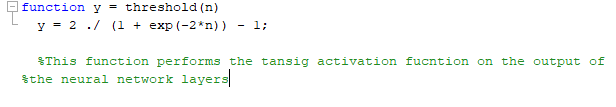 function y = threshold(n)
y = 2 ./ (1 + exp(-2*n)) - 1;
%This function performs the tansig activation fucntion on the output of
%the neural network layers